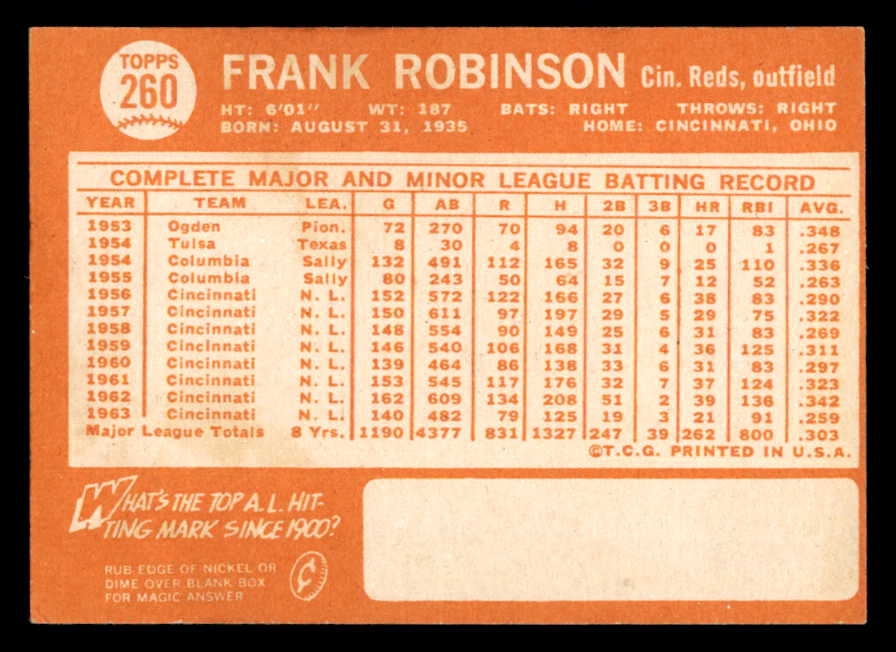 TOPPS
260
FRANK ROBINSON Cin. Reds, outfield
HT: 6'01" WT: 187 BATS: RIGHT THROWS: RIGHT
BORN: AUGUST 31, 1935 HOME: CINCINNATI, OHIO
COMPLETE MAJOR AND MINOR LEAGUE BATTING RECORD
YEAR TEAM LEA. G AB R H 2B 3B HR RBI AVG.
1953 Ogden Pion. 72 270 70 94 20 6 17 83 .348
1954 Tulsa Texas 8 30 4 8 0 0 0 1 .267
1954 Columbia Sally 132 491 112 165 32 9 25 110 .336
1955 Columbia Sally 80 243 50 64 15 7 12 52 .263
1956 Cincinnati N. L. 152 572 122 166 27 6 38 83 .290
1957 Cincinnati N. L. 150 611 97 197 29 5 29 75 .322
1958 Cincinnati N. L. 148 554 90 149 25 6 31 83 .269
1959 Cincinnati N. L. 146 540 106 168 31 4 36 125 .311
1960 Cincinnati N. L. 139 464 86 138 33 6 31 83 .297
1961 Cincinnati N. L. 153 545 117 176 32 7 37 124 .323
1962 Cincinnati N. L. 162 609 134 208 51 2 39 136 .342
1963 Cincinnati N. L. 140 482 79 125 19 3 21 91 .259
Major League Totals 8 Yrs. 1190 4377 831 1327 247 39 262 800 .303
©T.C.G. PRINTED IN U.S.A.
WHAT'S THE TOP A.L. HIT-
TING MARK SINCE 1900?
RUB EDGE OF NICKEL OR
DIME OVER BLANK BOX
FOR MAGIC ANSWER
¢